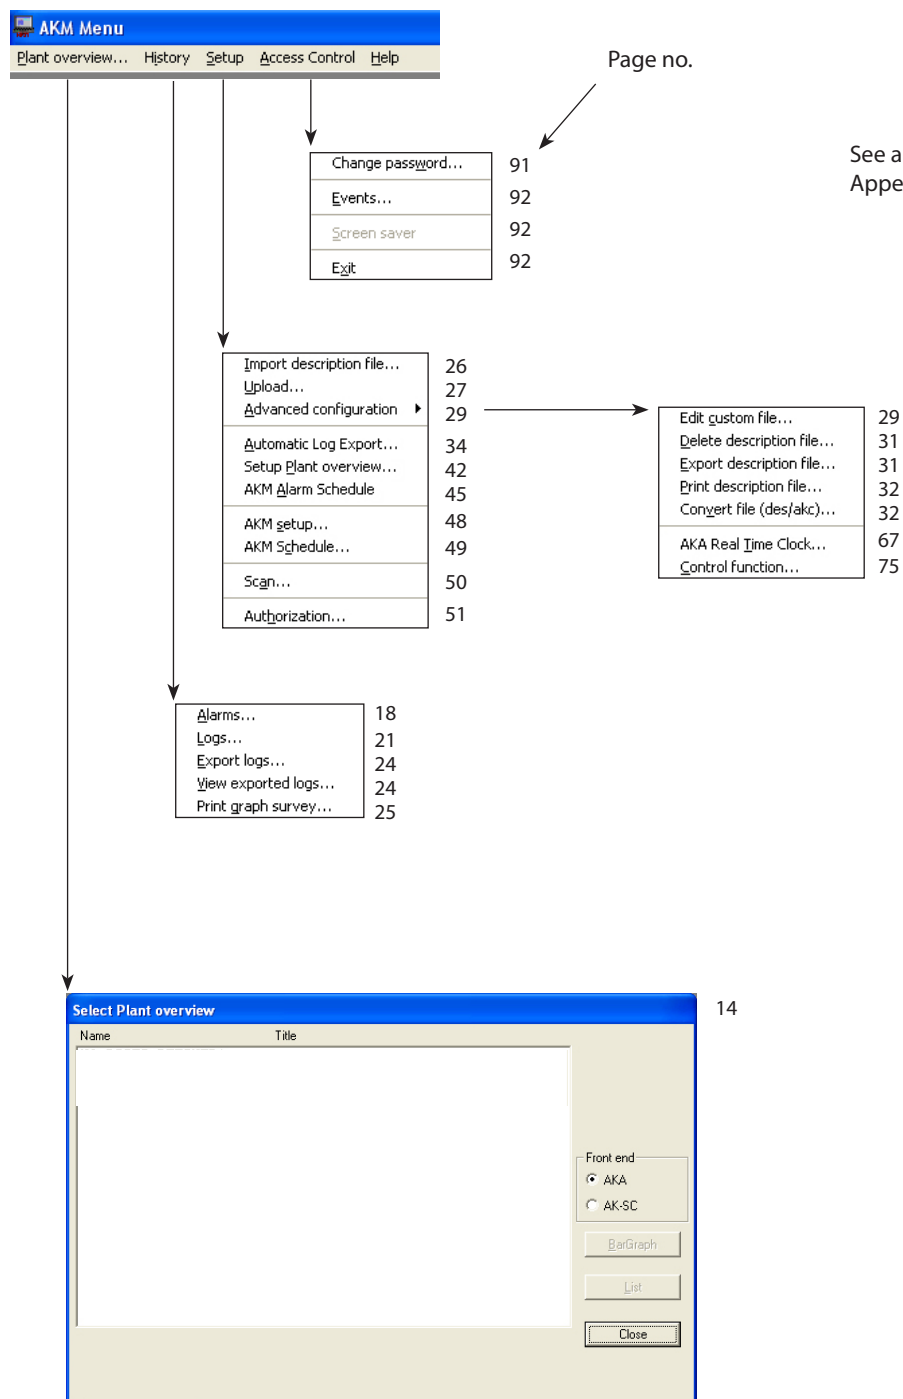 AKM Menu
Plant overview... History Setup Access Control Help
Page no.
See a
Appe
Change password... 91
Events... 92
Screen saver 92
Exit 92
Import description file... 26
Upload... 27
Advanced configuration 29
Automatic Log Export... 34
Setup Plant overview... 42
AKM Alarm Schedule 45
AKM setup... 48
AKM Schedule... 49
Scan... 50
Authorization... 51
Edit custom file... 29
Delete description file... 31
Export description file... 31
Print description file... 32
Convert file (des/akc)... 32
AKA Real Time Clock... 67
Control function... 75
Alarms... 18
Logs... 21
Export logs... 24
View exported logs... 24
Print graph survey... 25
Select Plant overview 14
Name Title
Front end
AKA
AK-SC
BarGraph
List
Close